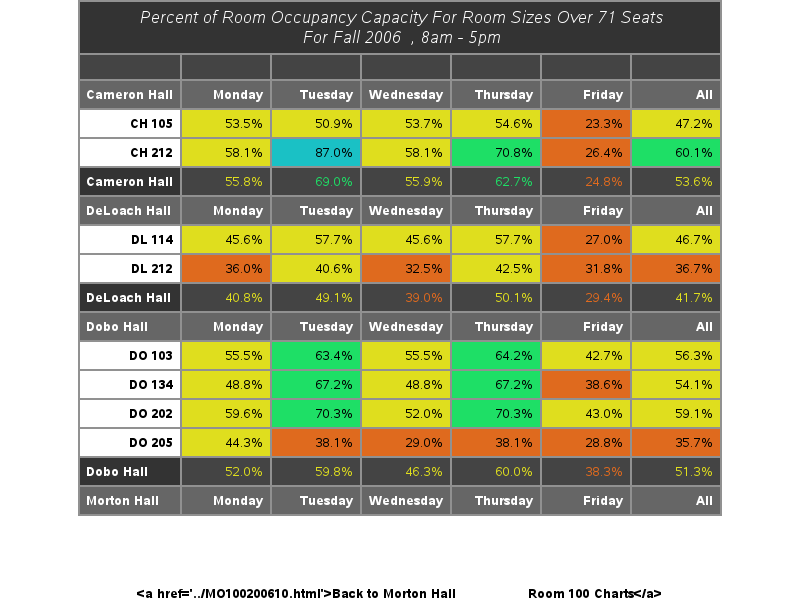 Percent of Room Occupancy Capacity For Room Sizes Over 71 Seats
For Fall 2006 , 8am - 5pm
Cameron Hall Monday Tuesday Wednesday Thursday Friday All
CH 105 53.5% 50.9% 53.7% 54.6% 23.3% 47.2%
CH 212 58.1% 87.0% 58.1% 70.8% 26.4% 60.1%
Cameron Hall 55.8% 69.0% 55.9% 62.7% 24.8% 53.6%
DeLoach Hall Monday Tuesday Wednesday Thursday Friday All
DL 114 45.6% 57.7% 45.6% 57.7% 27.0% 46.7%
DL 212 36.0% 40.6% 32.5% 42.5% 31.8% 36.7%
DeLoach Hall 40.8% 49.1% 39.0% 50.1% 29.4% 41.7%
Dobo Hall Monday Tuesday Wednesday Thursday Friday All
DO 103 55.5% 63.4% 55.5% 64.2% 42.7% 56.3%
DO 134 48.8% 67.2% 48.8% 67.2% 38.6% 54.1%
DO 202 59.6% 70.3% 52.0% 70.3% 43.0% 59.1%
DO 205 44.3% 38.1% 29.0% 38.1% 28.8% 35.7%
Dobo Hall 52.0% 59.8% 46.3% 60.0% 38.3% 51.3%
Morton Hall Monday Tuesday Wednesday Thursday Friday All
<a href='../MO100200610.html'>Back to Morton Hall Room 100 Charts</a>